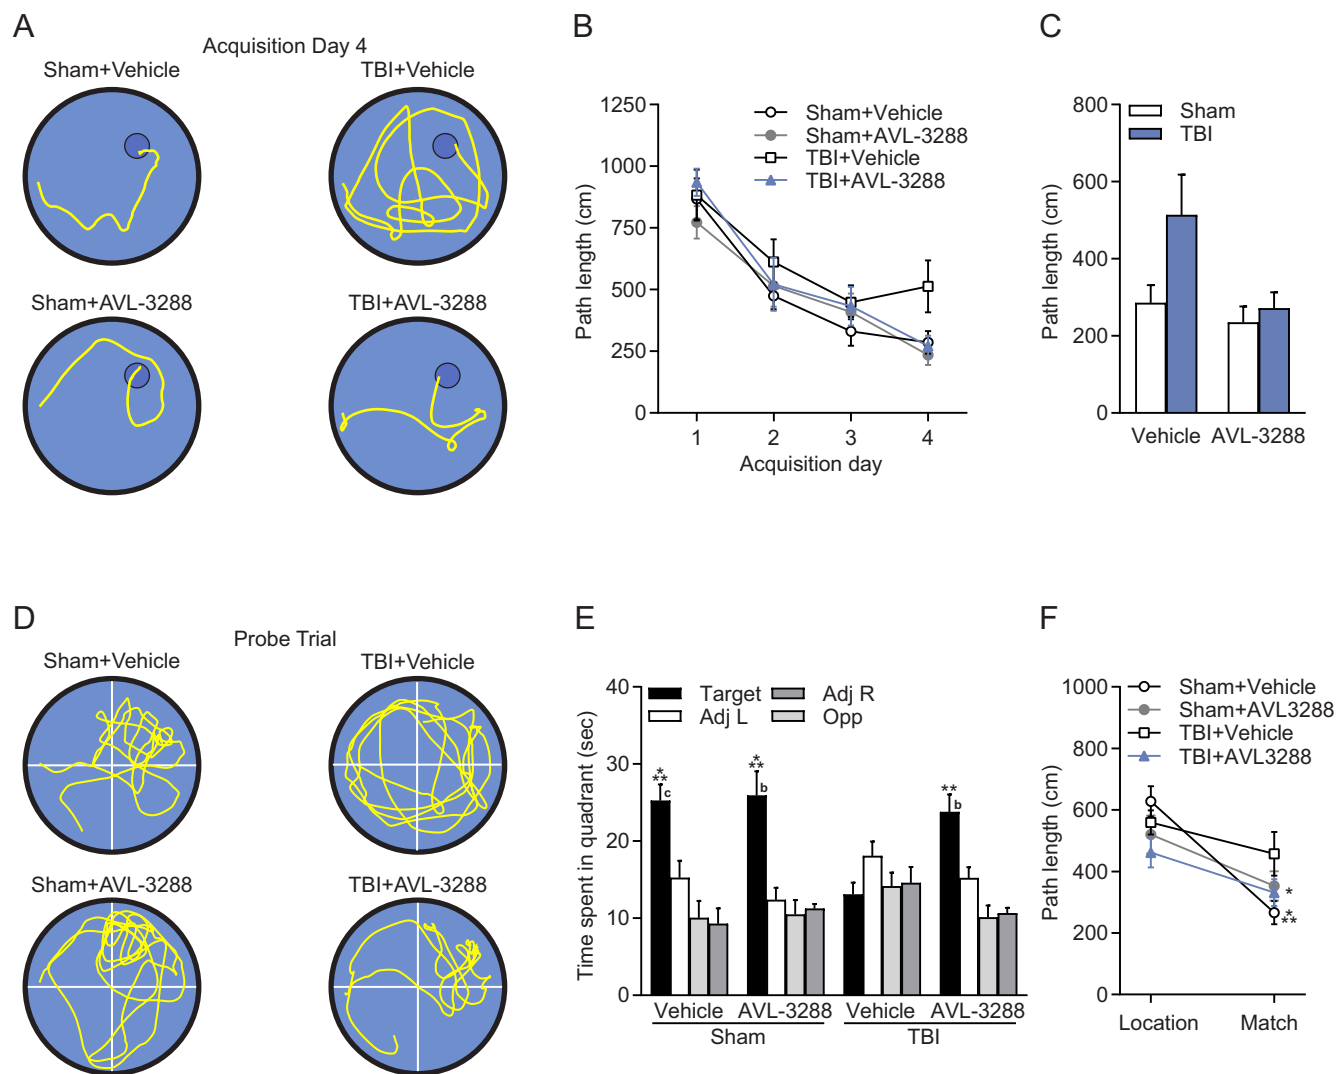 A
Acquisition Day 4
Sham+Vehicle
TBI+Vehicle
Sham+AVL-3288
TBI+AVL-3288
B
Path length (cm)
1250
1000
750
500
250
0
Sham+Vehicle
Sham+AVL-3288
TBI+Vehicle
TBI+AVL-3288
1 2 3 4
Acquisition day
C
Path length (cm)
800
600
400
200
0
Sham
TBI
Vehicle AVL-3288
D
Probe Trial
Sham+Vehicle
TBI+Vehicle
Sham+AVL-3288
TBI+AVL-3288
E
Time spent in quadrant (sec)
40
30
20
10
0
Target Adj R
Adj L Opp
*
**
c
*
**
b
**
b
Vehicle AVL-3288 Vehicle AVL-3288
Sham TBI
F
Path length (cm)
1000
800
600
400
200
0
Sham+Vehicle
Sham+AVL3288
TBI+Vehicle
TBI+AVL3288
*
*
**
Location Match